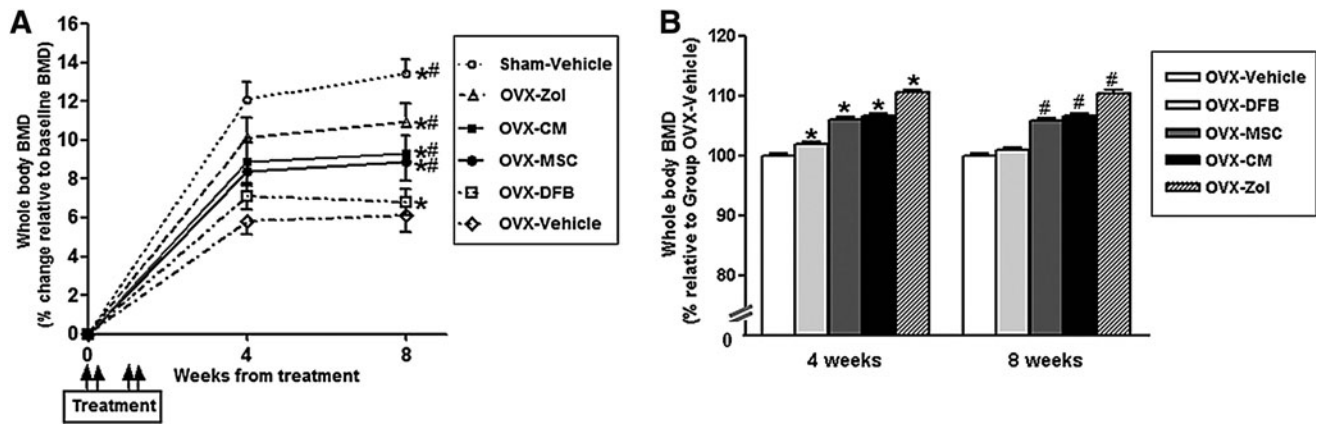 A
Whole body BMD
(% change relative to baseline BMD)
16
14
12
10
8
6
4
2
0
*#
*#
*#
*#
*
0
4
8
Weeks from treatment
Treatment
Sham-Vehicle
OVX-Zol
OVX-CM
OVX-MSC
OVX-DFB
OVX-Vehicle
B
Whole body BMD
(% relative to Group OVX-Vehicle)
120
110
100
90
80
0
*
*
*
*
#
#
#
4 weeks
8 weeks
OVX-Vehicle
OVX-DFB
OVX-MSC
OVX-CM
OVX-Zol